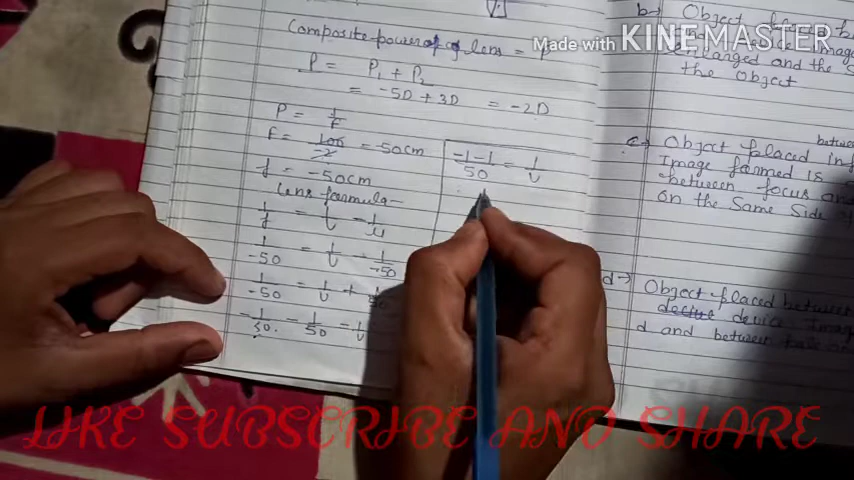 Composite power of lens = P
P = P1 + P2
= -5D + 3D = -2D
P = 1/f
F = 100/-2 = -50cm
f = -50cm
Lens formula -
1/f = 1/v - 1/u
1/-50 = 1/v - 1/-50
1/-50 = 1/v + 1/50
-1/50 - 1/50 = 1/v
-1-1/50 = 1/v
b → Object
enlarged and the S
the Object
c → Object placed
Image formed is
between focus and
on the Same Side
d → Object placed between
device image
d and between
Made with KINEMASTER
LIKE SUBSCRIBE AND SHARE